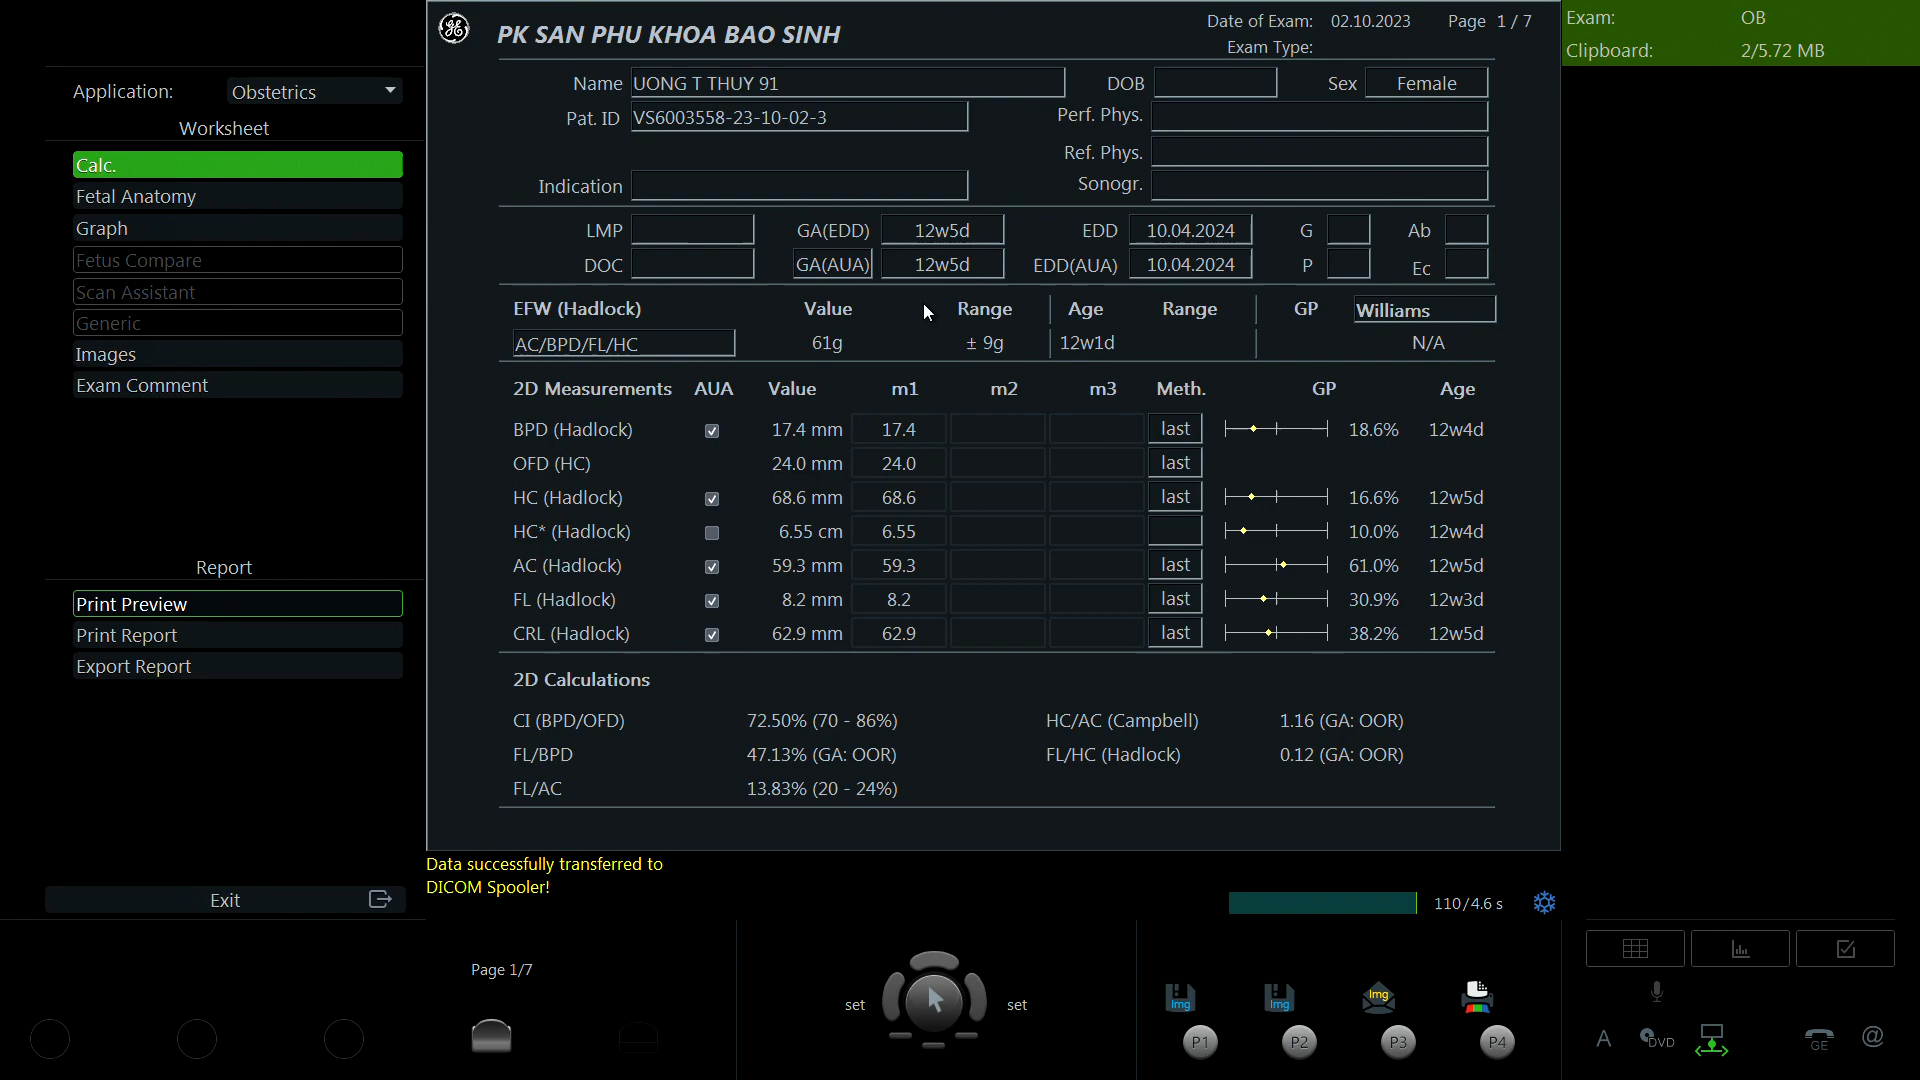 PK SAN PHU KHOA BAO SINH
Date of Exam: 02.10.2023 Page 1 / 7
Exam Type:
Exam: OB
Clipboard: 2/5.72 MB
Application: Obstetrics
Worksheet
Calc.
Fetal Anatomy
Graph
Fetus Compare
Scan Assistant
Generic
Images
Exam Comment
Report
Print Preview
Print Report
Export Report
Exit
Name UONG T THUY 91 DOB Sex Female
Pat. ID VS6003558-23-10-02-3 Perf. Phys.
Ref. Phys.
Indication Sonogr.
LMP GA(EDD) 12w5d EDD 10.04.2024 G Ab
DOC GA(AUA) 12w5d EDD(AUA) 10.04.2024 P Ec
EFW (Hadlock) Value Range Age Range GP Williams
AC/BPD/FL/HC 61g ± 9g 12w1d N/A
2D Measurements AUA Value m1 m2 m3 Meth. GP Age
BPD (Hadlock) 17.4 mm 17.4 last 18.6% 12w4d
OFD (HC) 24.0 mm 24.0 last
HC (Hadlock) 68.6 mm 68.6 last 16.6% 12w5d
HC* (Hadlock) 6.55 cm 6.55 10.0% 12w4d
AC (Hadlock) 59.3 mm 59.3 last 61.0% 12w5d
FL (Hadlock) 8.2 mm 8.2 last 30.9% 12w3d
CRL (Hadlock) 62.9 mm 62.9 last 38.2% 12w5d
2D Calculations
CI (BPD/OFD) 72.50% (70 - 86%) HC/AC (Campbell) 1.16 (GA: OOR)
FL/BPD 47.13% (GA: OOR) FL/HC (Hadlock) 0.12 (GA: OOR)
FL/AC 13.83% (20 - 24%)
Data successfully transferred to
DICOM Spooler!
110/4.6 s
Page 1/7
set set
Img Img Img
P1 P2 P3 P4
A DVD GE @